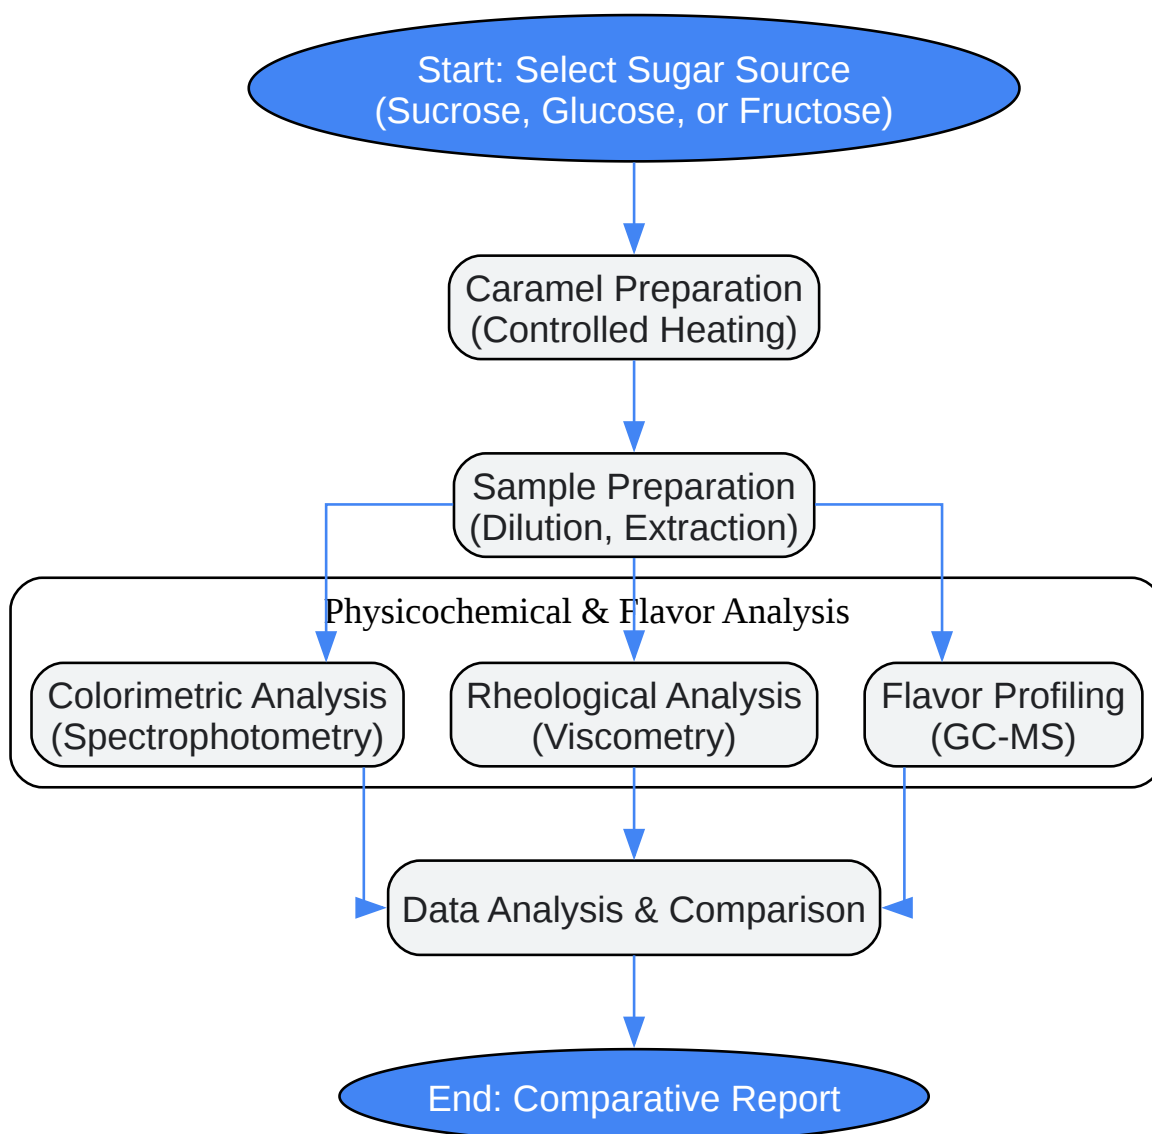 Start: Select Sugar Source
(Sucrose, Glucose, or Fructose)
Caramel Preparation
(Controlled Heating)
Sample Preparation
(Dilution, Extraction)
Physicochemical & Flavor Analysis
Colorimetric Analysis
(Spectrophotometry)
Rheological Analysis
(Viscometry)
Flavor Profiling
(GC-MS)
Data Analysis & Comparison
End: Comparative Report